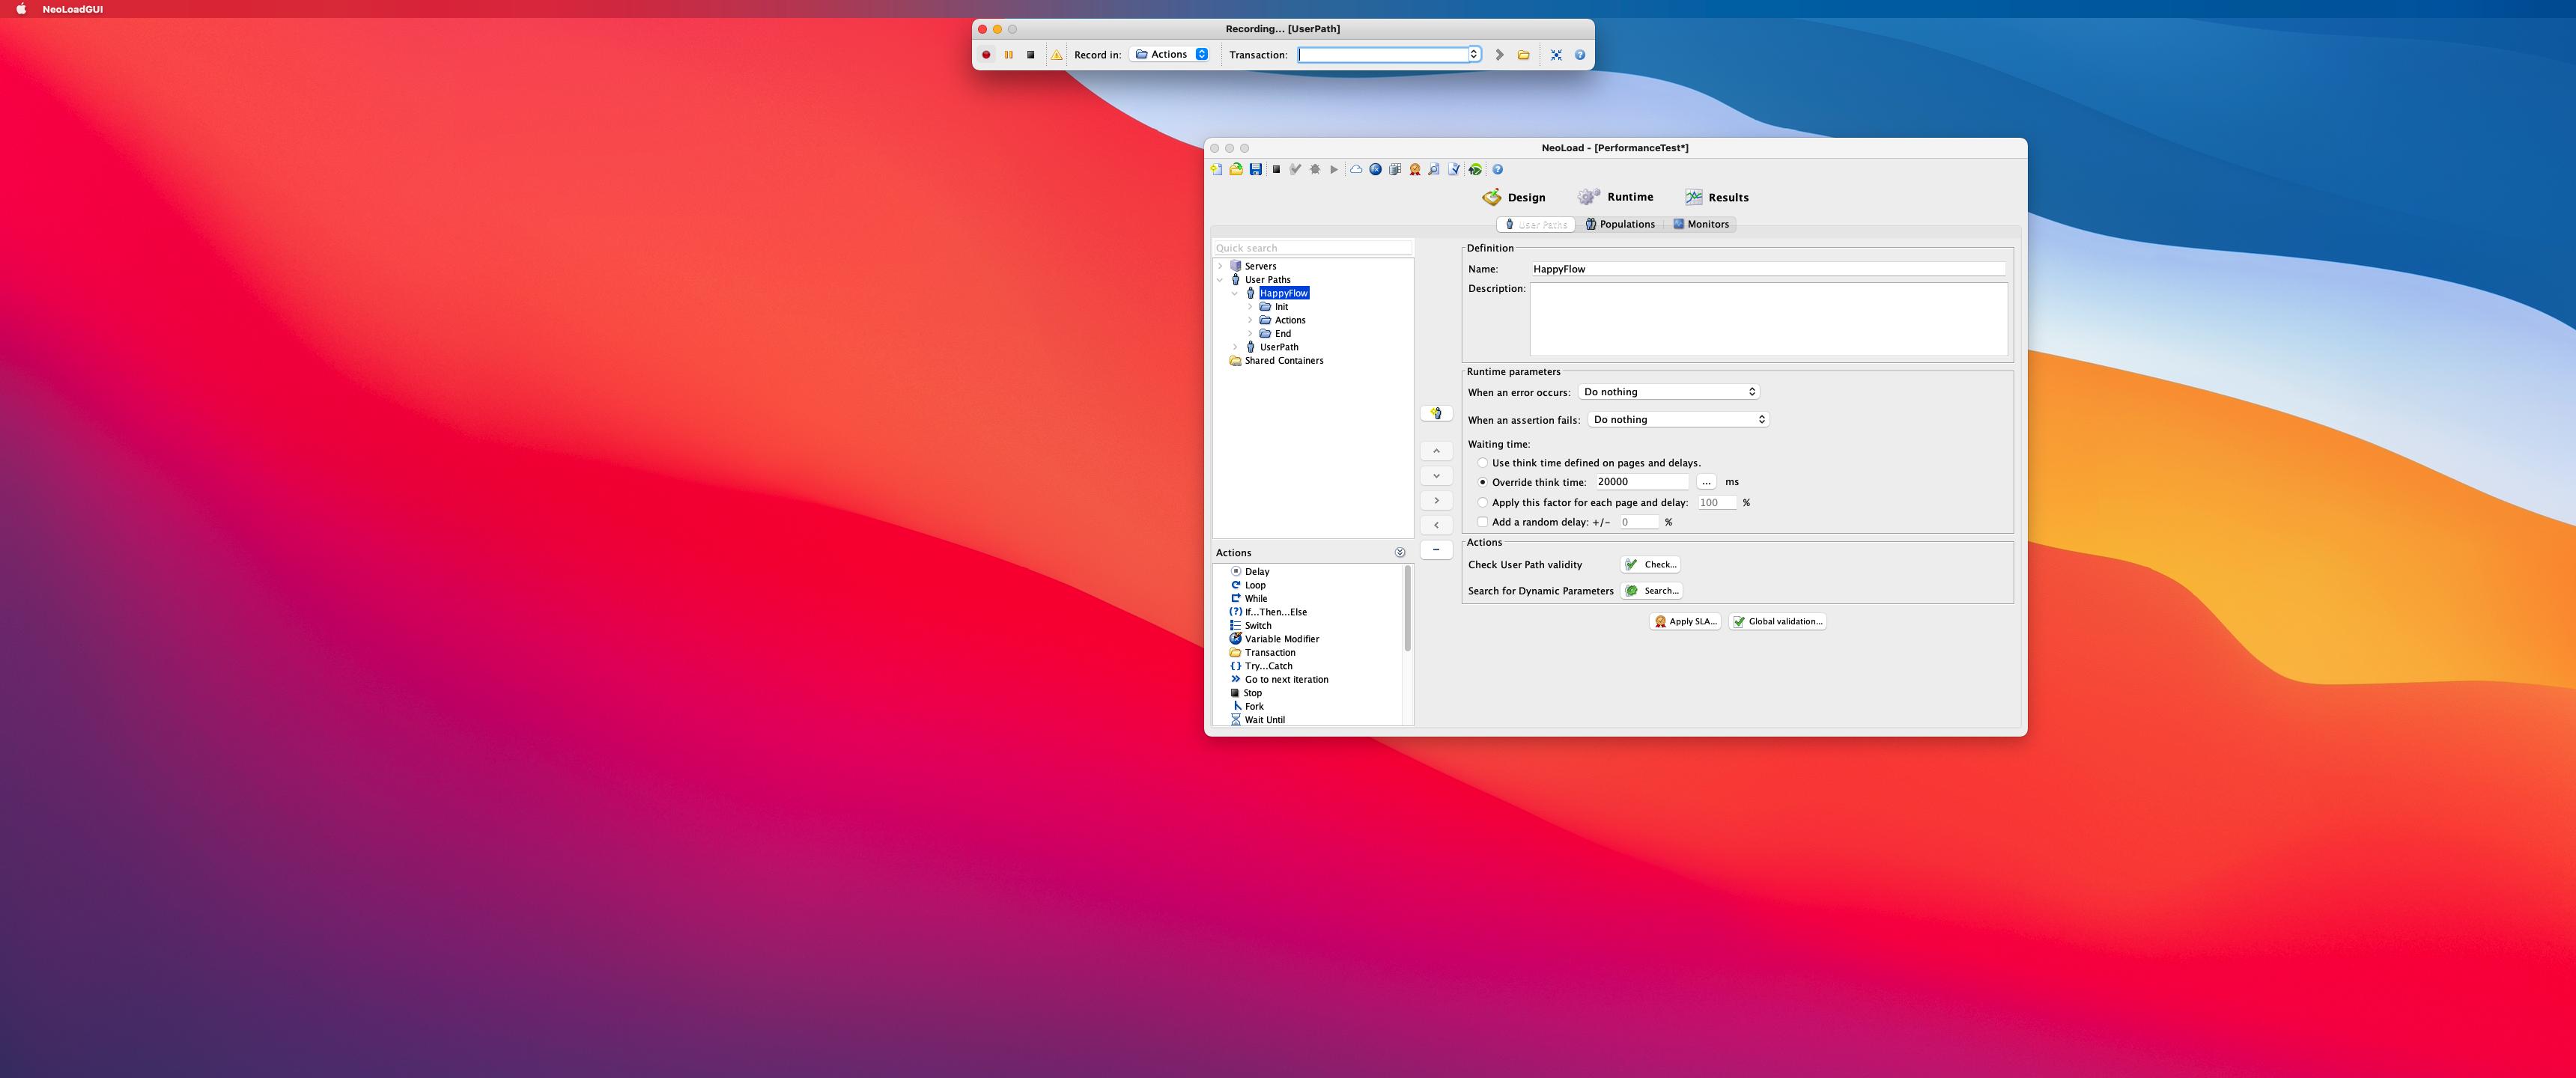 NeoLoadGUI
Recording... [UserPath]
Record in: Actions Transaction:
NeoLoad - [PerformanceTest*]
Design Runtime Results
User Paths Populations Monitors
Quick search
Servers
User Paths
HappyFlow
Init
Actions
End
UserPath
Shared Containers
Actions
Delay
Loop
While
If...Then...Else
Switch
Variable Modifier
Transaction
Try...Catch
Go to next iteration
Stop
Fork
Wait Until
Definition
Name: HappyFlow
Description:
Runtime parameters
When an error occurs: Do nothing
When an assertion fails: Do nothing
Waiting time:
Use think time defined on pages and delays.
Override think time: 20000 ... ms
Apply this factor for each page and delay: 100 %
Add a random delay: +/- 0 %
Actions
Check User Path validity Check...
Search for Dynamic Parameters Search...
Apply SLA... Global validation...